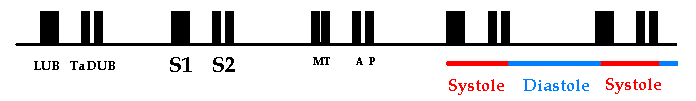 LUB TaDUB S1 S2 MT A P
Systole Diastole Systole